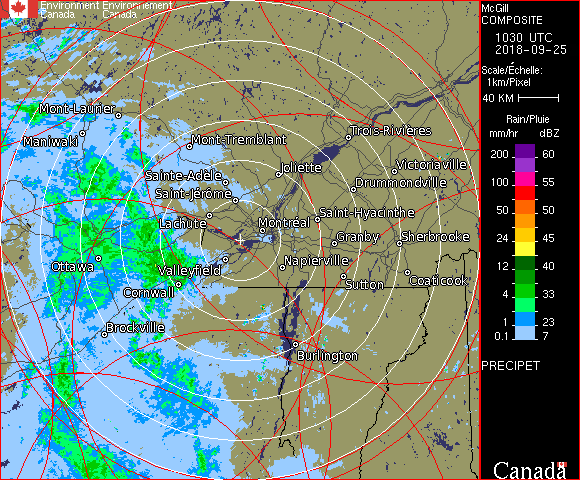 Environment Environnement
Canada Canada
McGill
COMPOSITE
1030 UTC
2018-09-25
Scale/Échelle:
1km/Pixel
40 KM
Rain/Pluie
mm/hr dBZ
200 60
100 55
50 50
24 45
12 40
4 33
1 23
0.1 7
PRECIPET
Canada
Mont-Laurier
Maniwaki
Mont-Tremblant
Trois-Rivières
Sainte-Adèle
Joliette
Victoriaville
Saint-Jérôme
Drummondville
Lachute
Montréal
Saint-Hyacinthe
Granby
Sherbrooke
Ottawa
Valleyfield
Napierville
Cornwall
Sutton
Coaticook
Brockville
Burlington